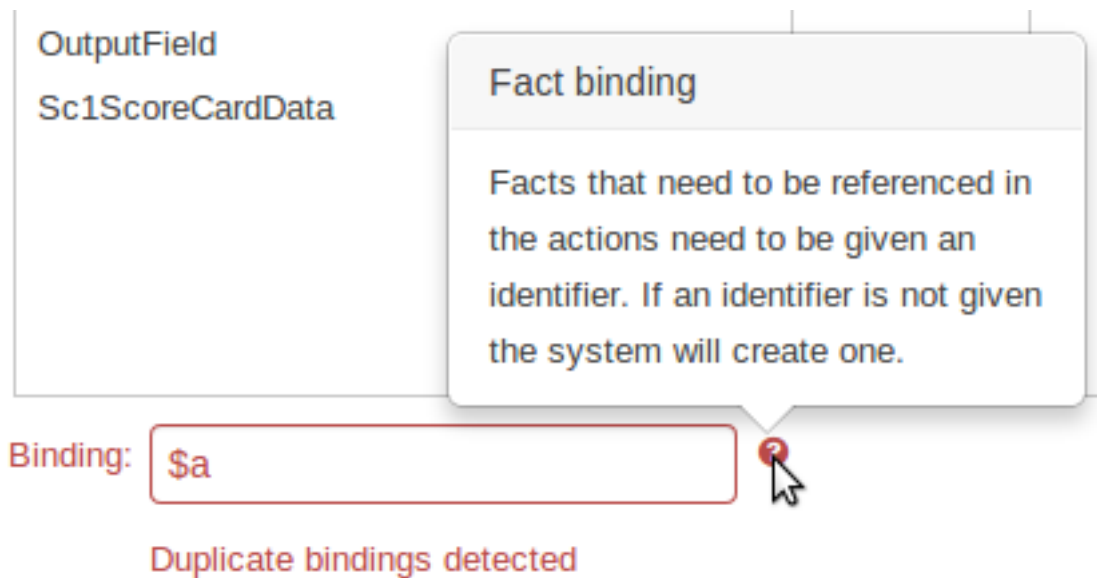 OutputField
Sc1ScoreCardData
Fact binding
Facts that need to be referenced in
the actions need to be given an
identifier. If an identifier is not given
the system will create one.
Binding:
$a
?
Duplicate bindings detected